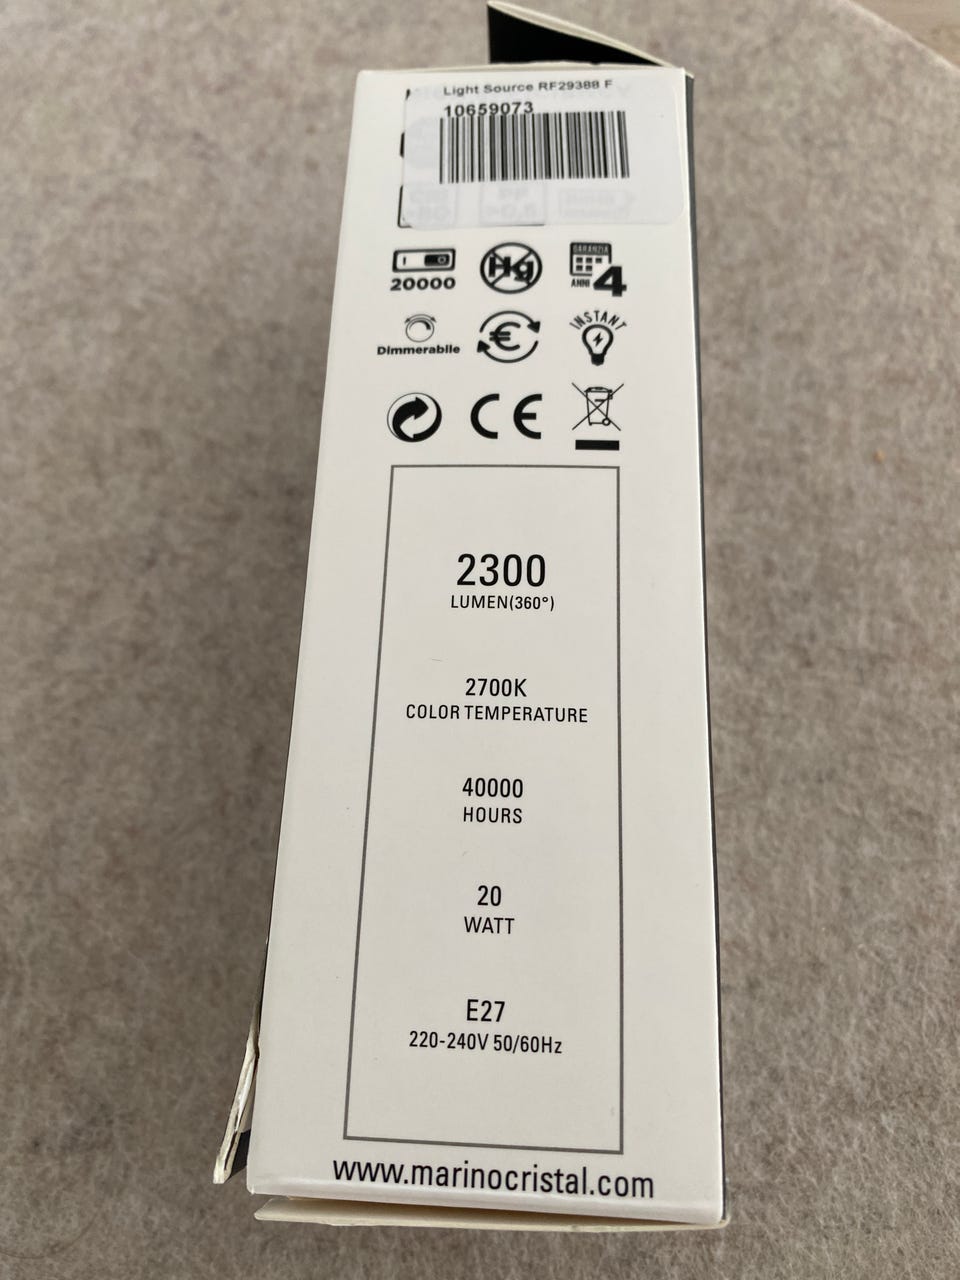 Light Source RF29388 F
10659073
20000
Hg
GARANZIA
ANNI 4
Dimmerabile
€
INSTANT
CE
2300
LUMEN(360°)
2700K
COLOR TEMPERATURE
40000
HOURS
20
WATT
E27
220-240V 50/60Hz
www.marinocristal.com